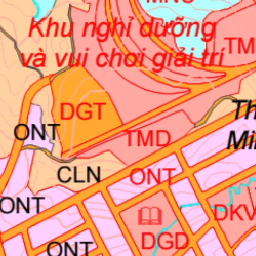 Khu nghỉ dưỡng
và vui chơi giải trí
TM
DGT
ONT
TMD
Th
Mi
CLN
ONT
ONT
DKV
DGD
ONT